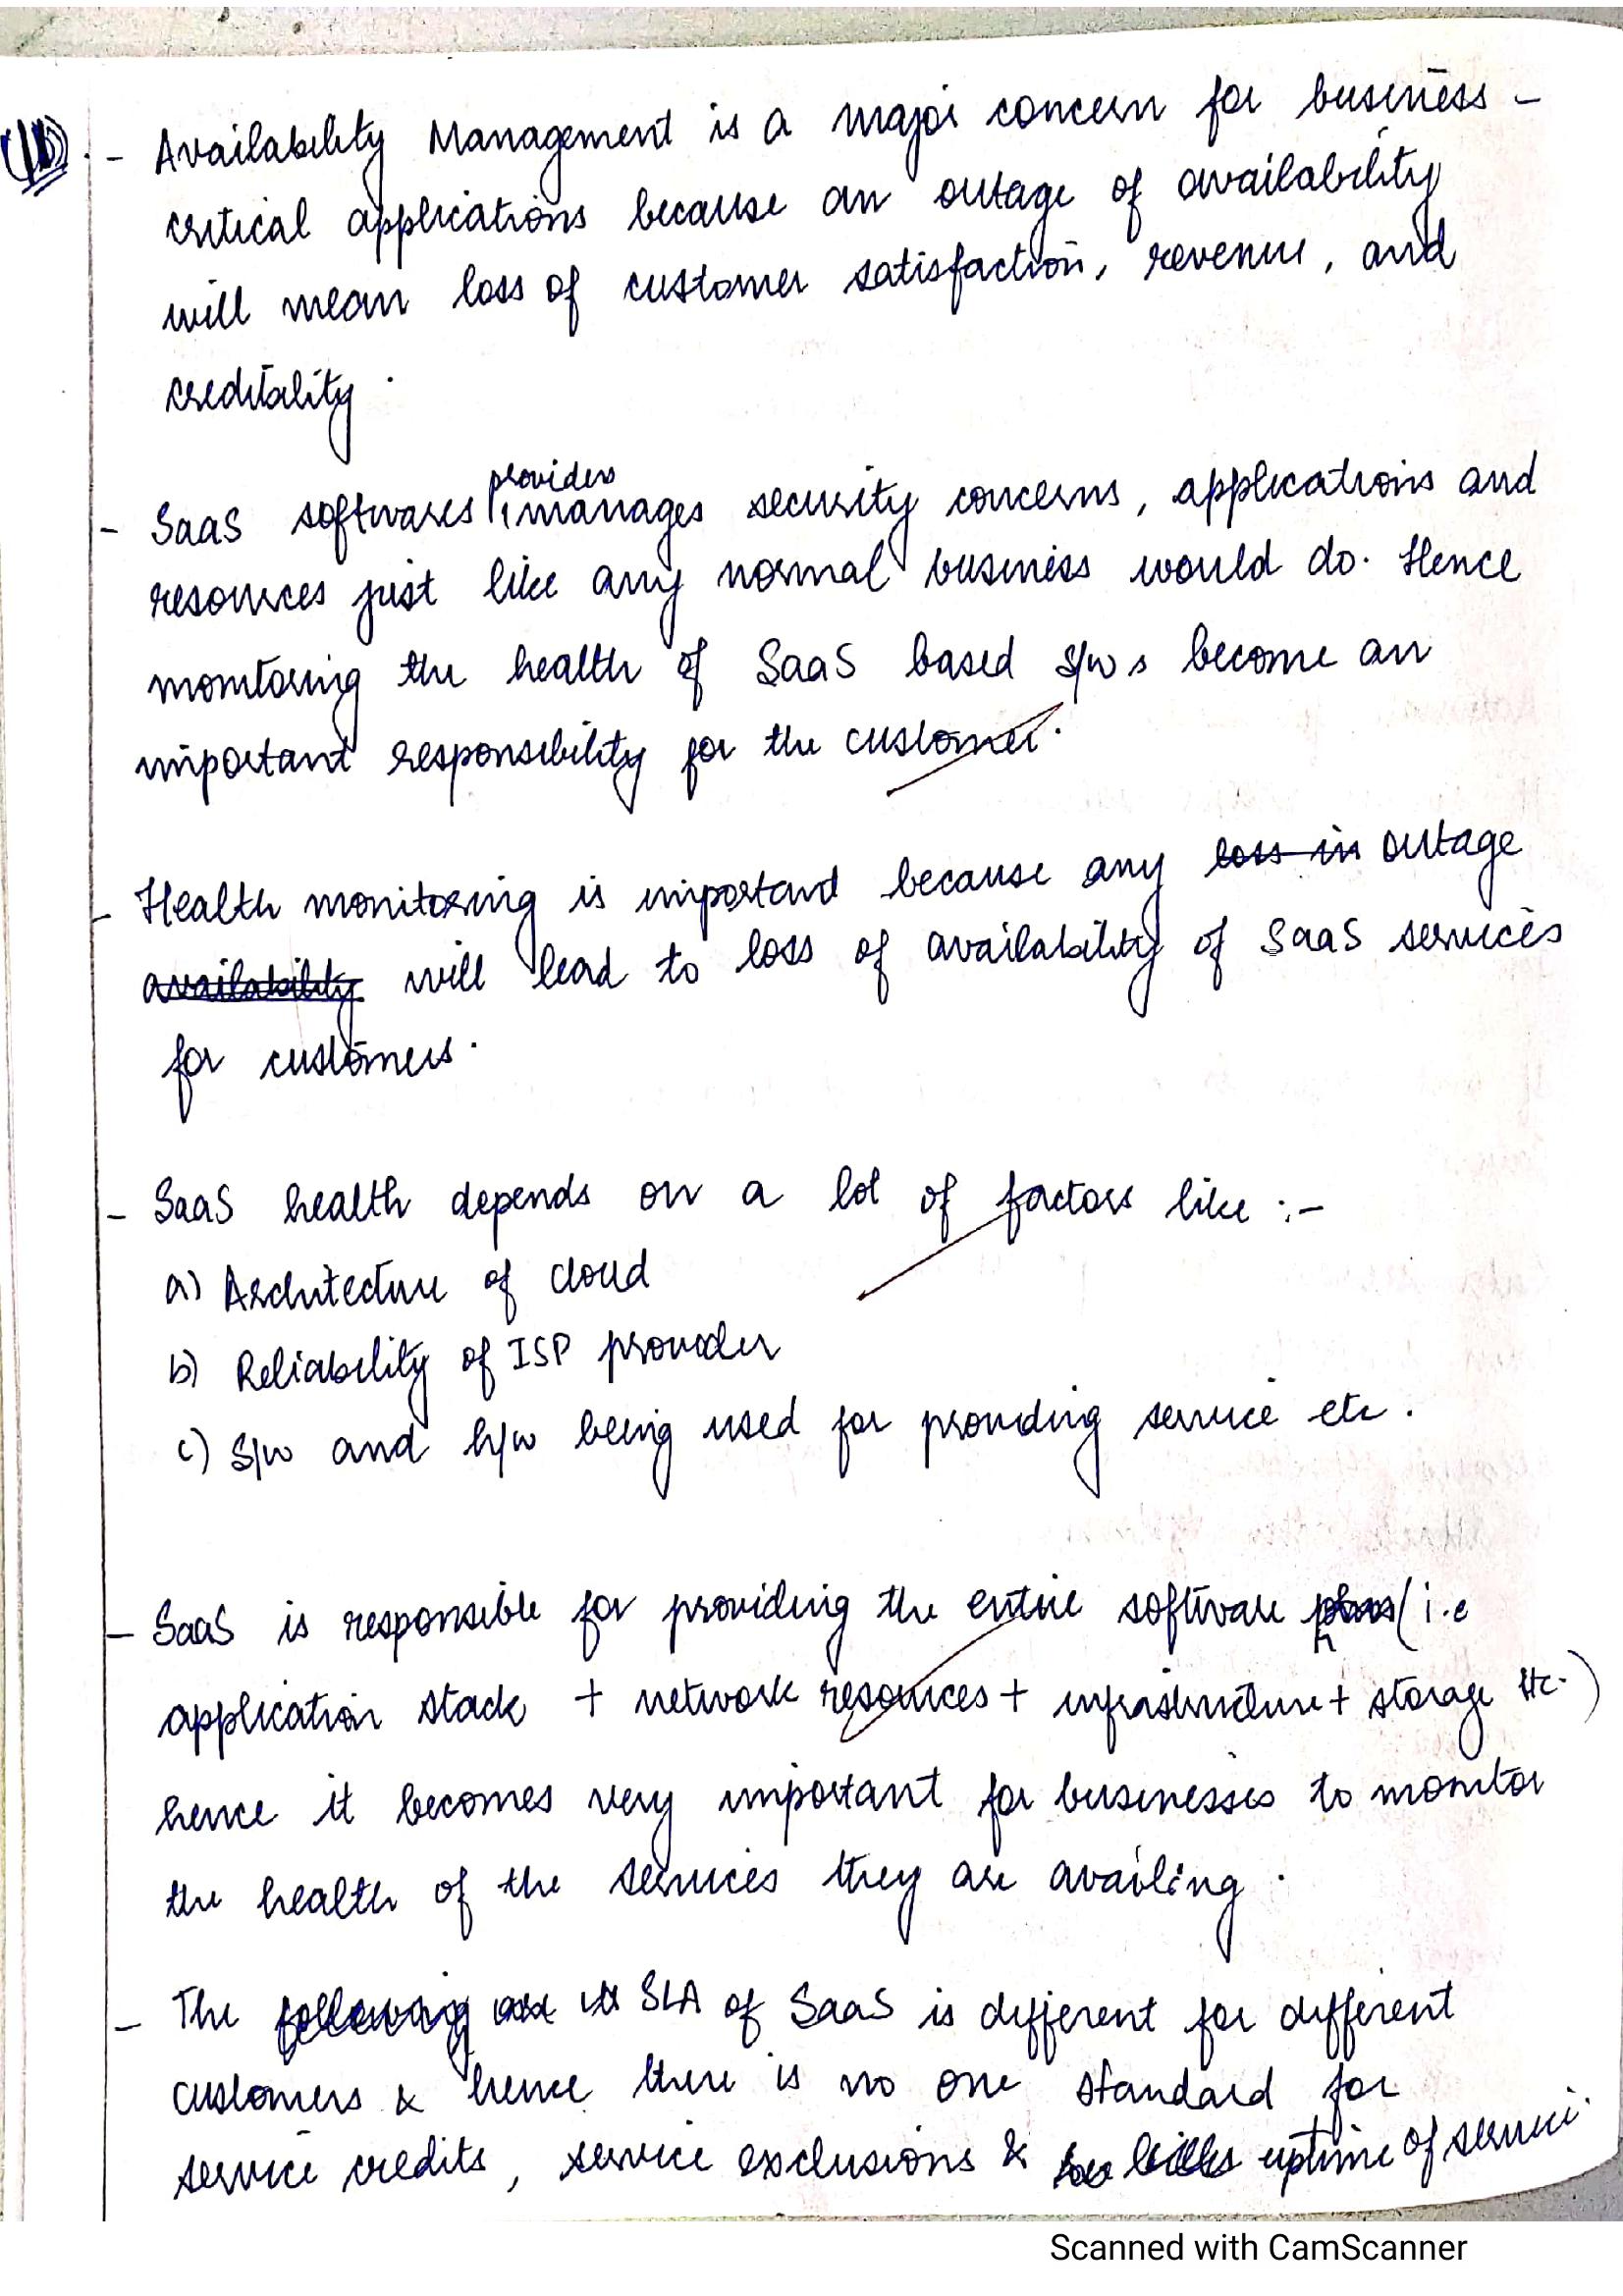 1b) - Availability Management is a major concern for business -
critical applications because an outage of availability
will mean loss of customer satisfaction, revenue, and
creditality.
- SaaS softwares providers manages security concerns, applications and
resources just like any normal business would do. Hence
monitoring the health of SaaS based s/w s become an
important responsibility for the customer.
- Health monitoring is important because any loss in outage
availability will lead to loss of availability of SaaS services
for customers.
- SaaS health depends on a lot of factors like :-
a) Architecture of cloud
b) Reliability of ISP provider
c) S/w and h/w being used for providing service etc.
- SaaS is responsible for providing the entire software (i.e
application stack + network resources + infrastructure + storage etc.)
hence it becomes very important for businesses to monitor
the health of the services they are availing.
- The following are SLA of SaaS is different for different
customers & hence there is no one standard for
service credits, service exclusions & uptime of service.
Scanned with CamScanner